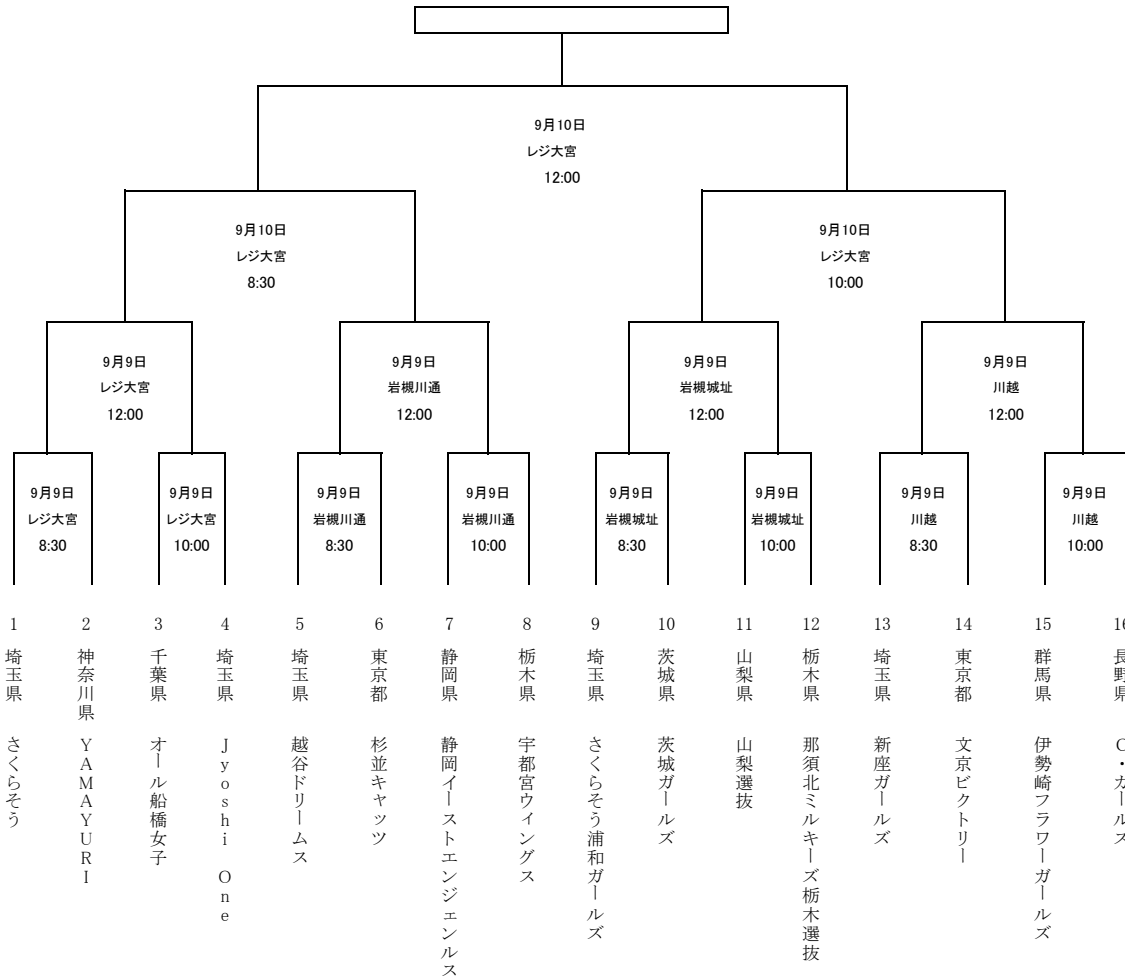 9月10日
レジ大宮
12:00
9月10日
レジ大宮
8:30
9月10日
レジ大宮
10:00
9月9日
レジ大宮
12:00
9月9日
岩槻川通
12:00
9月9日
岩槻城址
12:00
9月9日
川越
12:00
9月9日
レジ大宮
8:30
9月9日
レジ大宮
10:00
9月9日
岩槻川通
8:30
9月9日
岩槻川通
10:00
9月9日
岩槻城址
8:30
9月9日
岩槻城址
10:00
9月9日
川越
8:30
9月9日
川越
10:00
1 埼玉県 さくらそう
2 神奈川県 YAMAYURI
3 千葉県 オール船橋女子
4 埼玉県 Jyoshi One
5 埼玉県 越谷ドリームス
6 東京都 杉並キャッツ
7 静岡県 静岡イーストエンジェンルス
8 栃木県 宇都宮ウィングス
9 埼玉県 さくらそう浦和ガールズ
10 茨城県 茨城ガールズ
11 山梨県 山梨選抜
12 栃木県 那須北ミルキーズ栃木選抜
13 埼玉県 新座ガールズ
14 東京都 文京ビクトリー
15 群馬県 伊勢崎フラワーガールズ
16 長野県 C・ガールズ